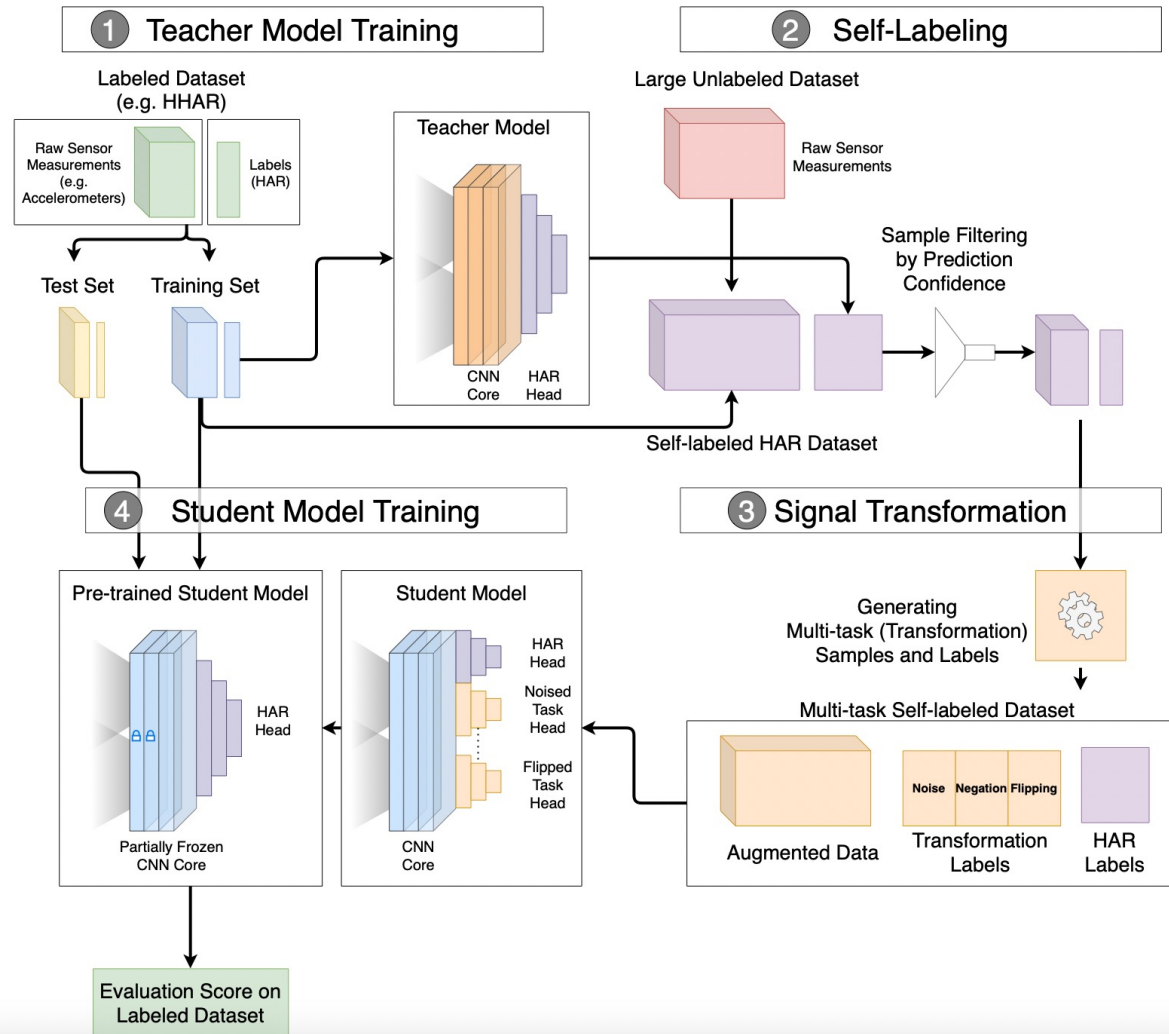 1 Teacher Model Training
Labeled Dataset
(e.g. HHAR)
Raw Sensor
Measurements
(e.g.
Accelerometers)
Labels
(HAR)
Test Set
Training Set
Teacher Model
CNN
Core
HAR
Head
2 Self-Labeling
Large Unlabeled Dataset
Raw Sensor
Measurements
Sample Filtering
by Prediction
Confidence
Self-labeled HAR Dataset
3 Signal Transformation
Generating
Multi-task (Transformation)
Samples and Labels
Multi-task Self-labeled Dataset
Augmented Data
Noise
Negation
Flipping
Transformation
Labels
HAR
Labels
4 Student Model Training
Student Model
HAR
Head
Noised
Task
Head
Flipped
Task
Head
CNN
Core
Pre-trained Student Model
HAR
Head
Partially Frozen
CNN Core
Evaluation Score on
Labeled Dataset